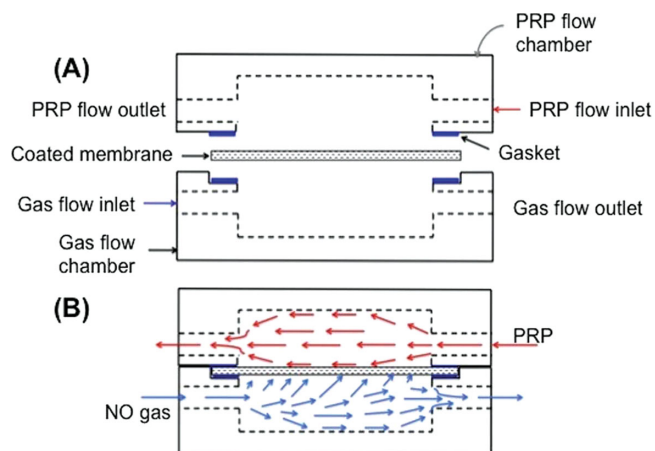 PRP flow
chamber
(A)
PRP flow outlet
PRP flow inlet
Coated membrane
Gasket
Gas flow inlet
Gas flow outlet
Gas flow
chamber
(B)
PRP
NO gas